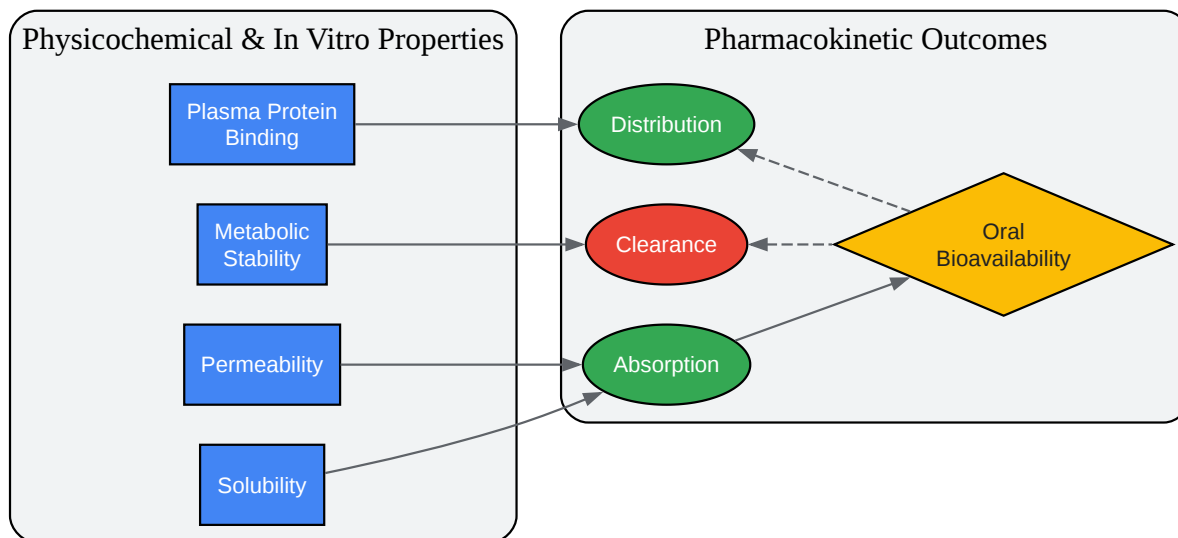 Physicochemical & In Vitro Properties
Plasma Protein
Binding
Metabolic
Stability
Permeability
Solubility
Pharmacokinetic Outcomes
Distribution
Clearance
Absorption
Oral
Bioavailability